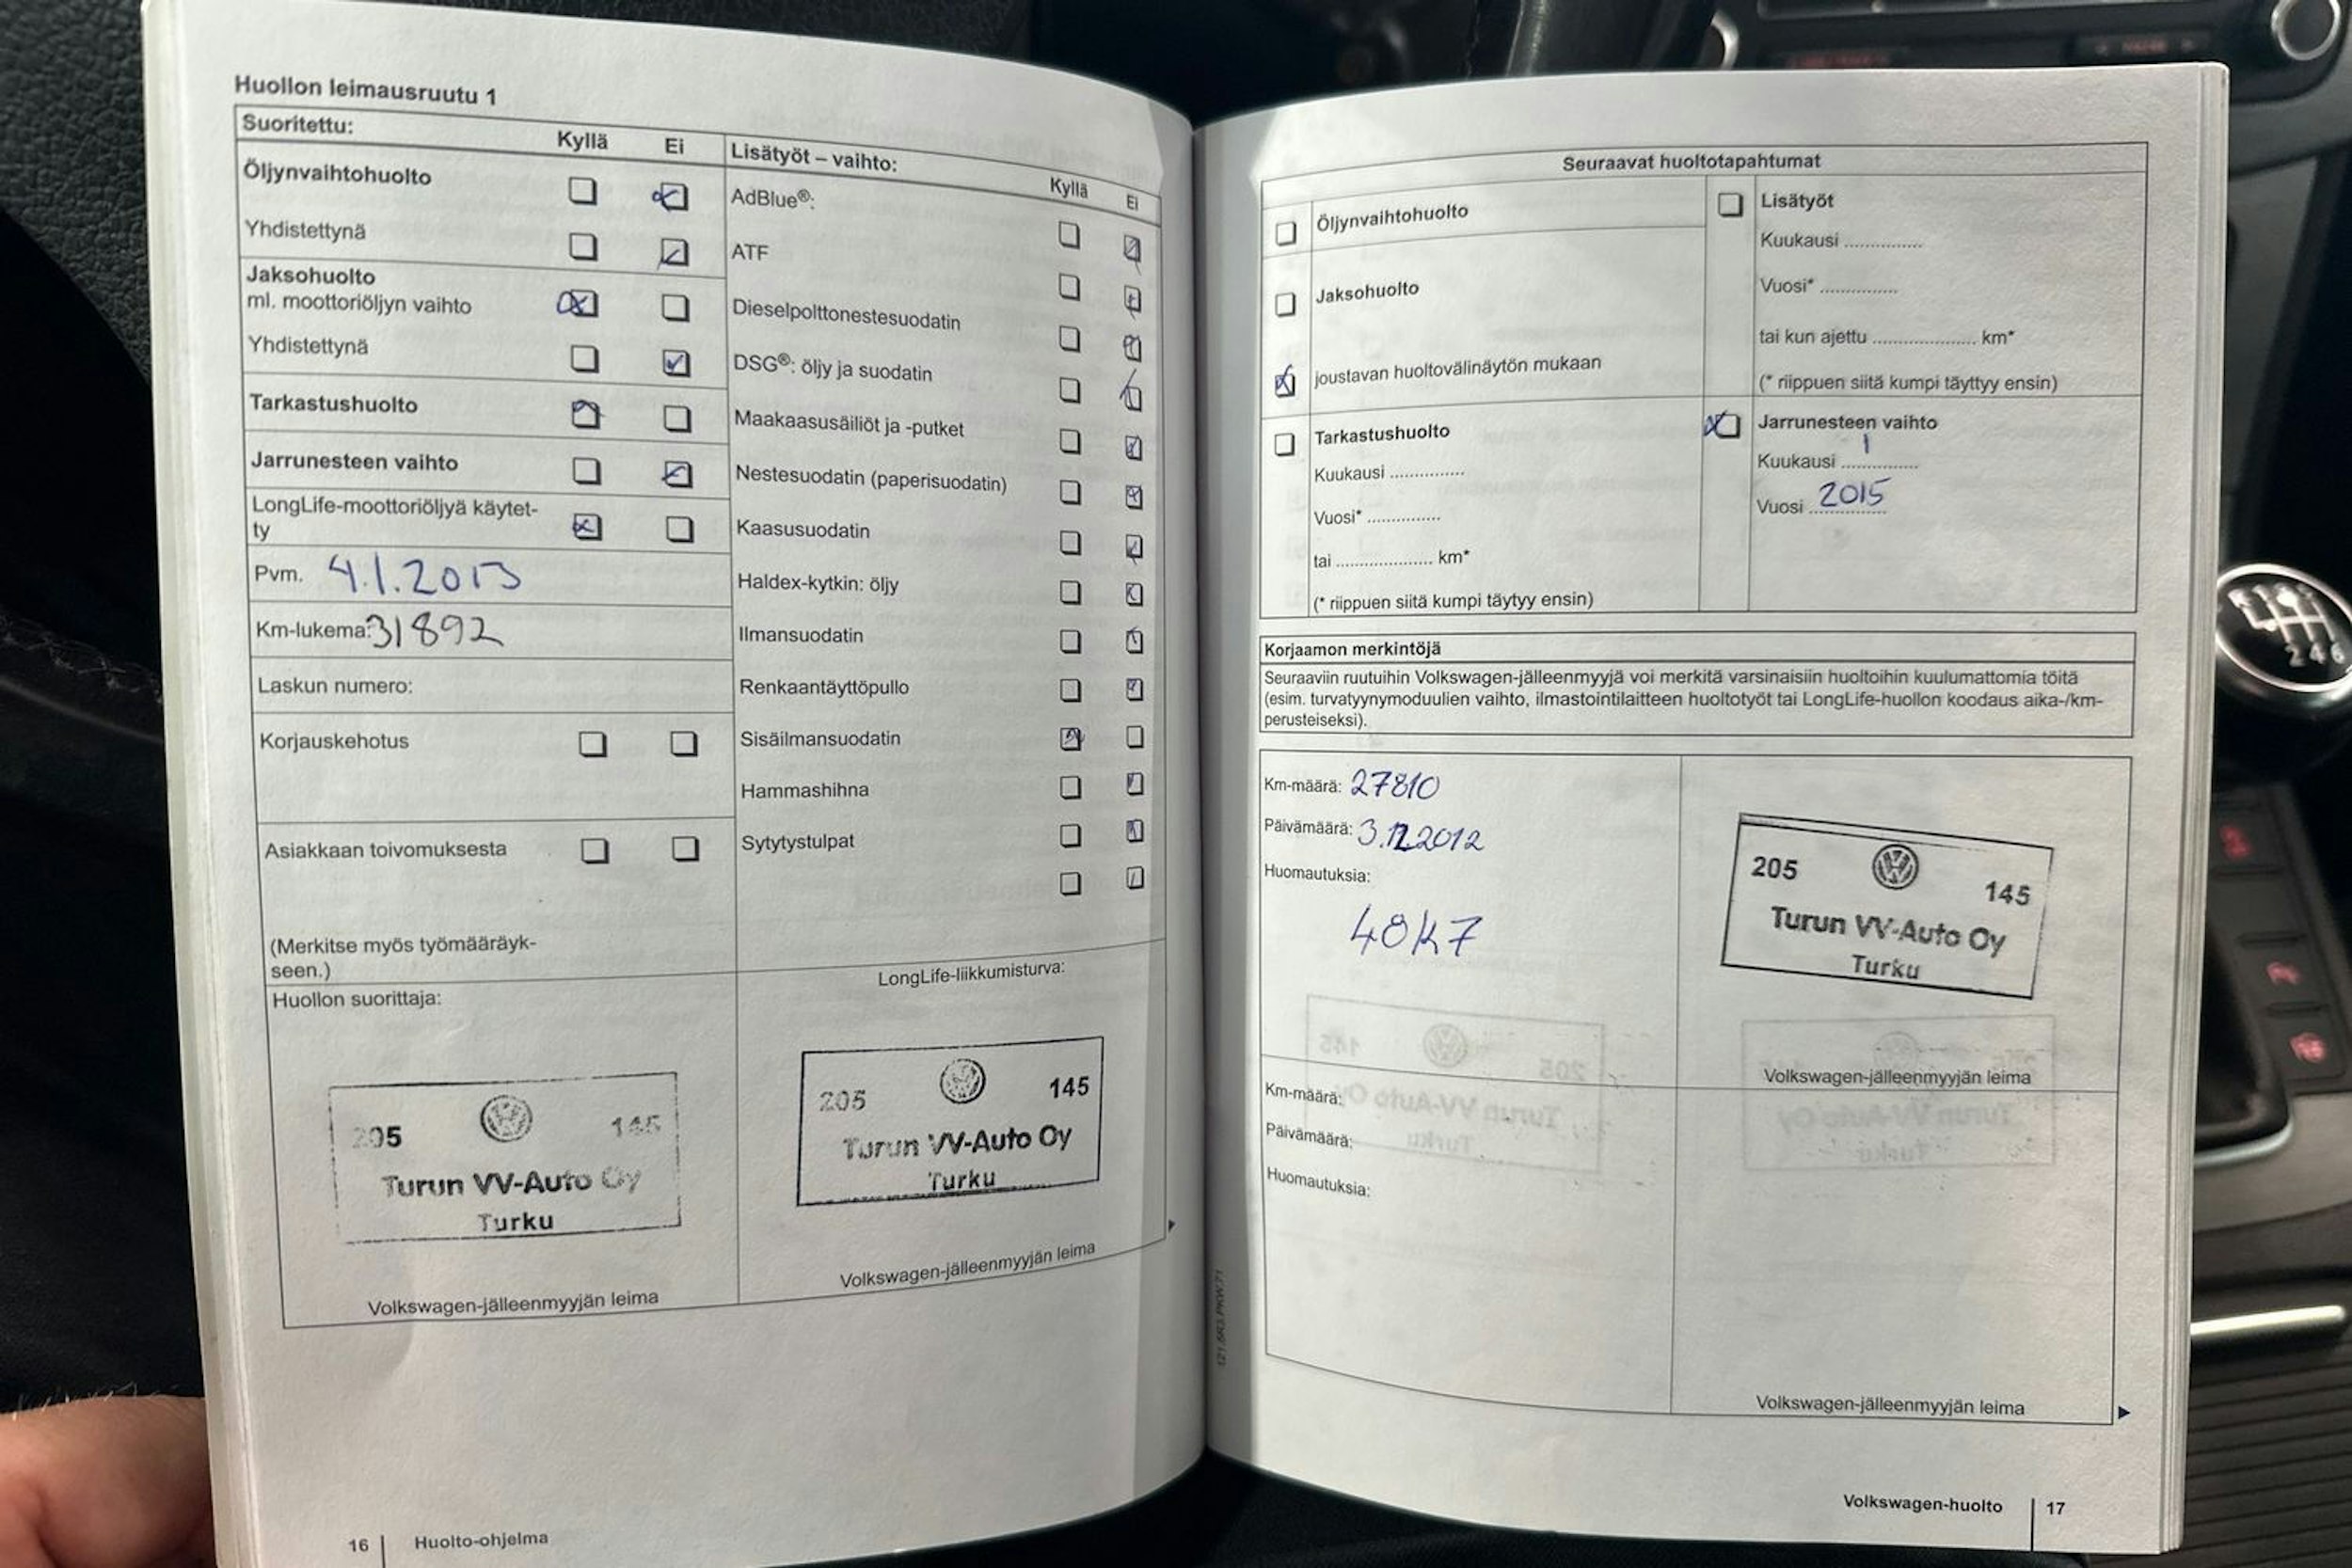 Huollon leimausruutu 1
Suoritettu: Kyllä Ei
Öljynvaihtohuolto
Yhdistettynä
Jaksohuolto
ml. moottoriöljyn vaihto
Yhdistettynä
Tarkastushuolto
Jarrunesteen vaihto
LongLife-moottoriöljyä käytet-
ty
Pvm. 4.1.2013
Km-lukema: 31892
Laskun numero:
Korjauskehotus
Asiakkaan toivomuksesta
(Merkitse myös työmääräyk-
seen.)
Huollon suorittaja:
205 145
Turun VV-Auto Oy
Turku
Volkswagen-jälleenmyyjän leima
Lisätyöt – vaihto: Kyllä Ei
AdBlue®:
ATF
Dieselpolttonestesuodatin
DSG®: öljy ja suodatin
Maakaasusäiliöt ja -putket
Nestesuodatin (paperisuodatin)
Kaasusuodatin
Haldex-kytkin: öljy
Ilmansuodatin
Renkaantäyttöpullo
Sisäilmansuodatin
Hammashihna
Sytytystulpat
LongLife-liikkumisturva:
205 145
Turun VV-Auto Oy
Turku
Volkswagen-jälleenmyyjän leima
16 Huolto-ohjelma
Seuraavat huoltotapahtumat
Öljynvaihtohuolto
Jaksohuolto
joustavan huoltovälinäytön mukaan
Tarkastushuolto
Kuukausi ...............
Vuosi* ...............
tai .................... km*
(* riippuen siitä kumpi täytyy ensin)
Lisätyöt
Kuukausi ...............
Vuosi* ...............
tai kun ajettu .................... km*
(* riippuen siitä kumpi täyttyy ensin)
Jarrunesteen vaihto
Kuukausi 1
Vuosi 2015
Korjaamon merkintöjä
Seuraaviin ruutuihin Volkswagen-jälleenmyyjä voi merkitä varsinaisiin huoltoihin kuulumattomia töitä
(esim. turvatyynymoduulien vaihto, ilmastointilaitteen huoltotyöt tai LongLife-huollon koodaus aika-/km-
perusteiseksi).
Km-määrä: 27810
Päivämäärä: 3.12.2012
Huomautuksia:
48K7
205 145
Turun VV-Auto Oy
Turku
Volkswagen-jälleenmyyjän leima
Km-määrä:
Päivämäärä:
Huomautuksia:
Volkswagen-jälleenmyyjän leima
Volkswagen-huolto 17
2 4 6